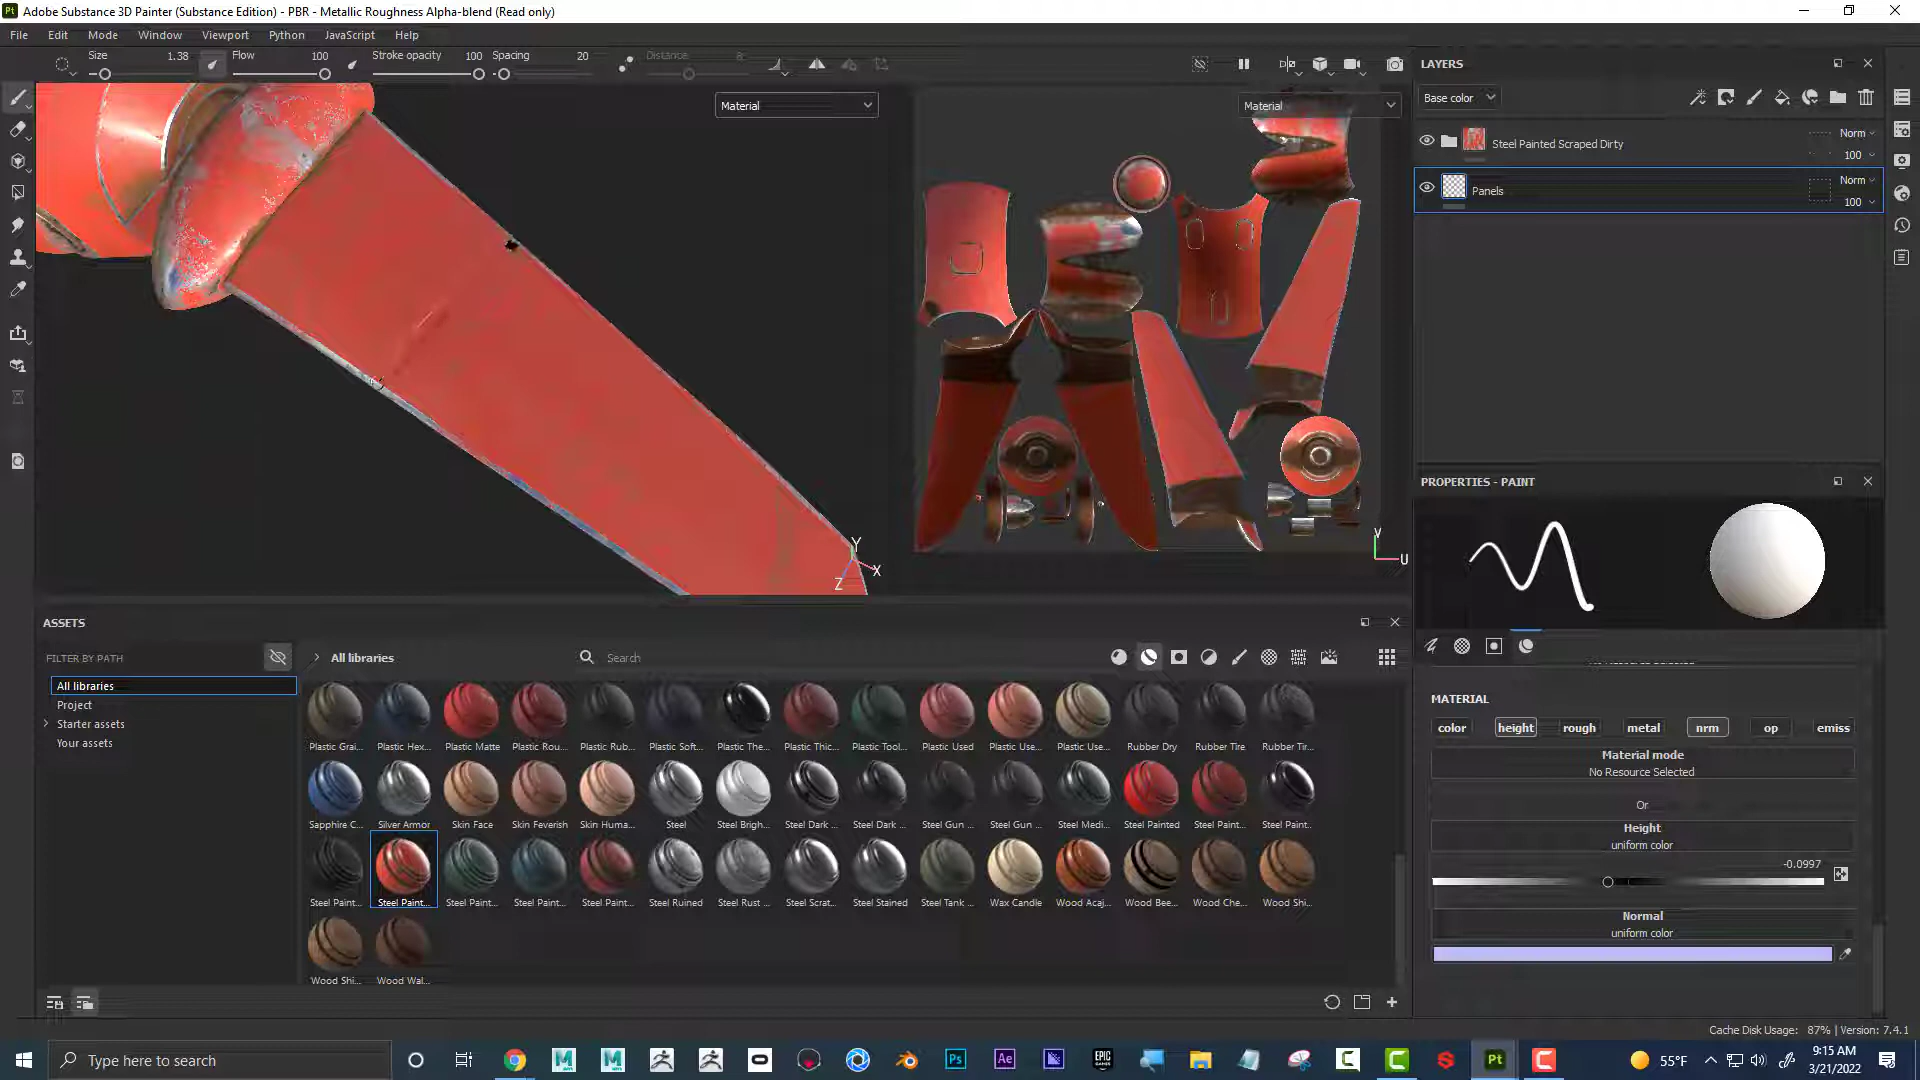 Adobe Substance 3D Painter (Substance Edition) - PBR - Metallic Roughness Alpha-blend (Read only)
File Edit Mode Window Viewport Python JavaScript Help
Size 1.38 Flow 100 Stroke opacity 100 Spacing 20 Distance
Material
Material
LAYERS
Base color
Steel Painted Scraped Dirty Norm 100
Panels Norm 100
Y
X
Z
V
U
PROPERTIES - PAINT
MATERIAL
color height rough metal nrm op emiss
Material mode
No Resource Selected
Or
Height
uniform color
-0.0997
Normal
uniform color
ASSETS
FILTER BY PATH
All libraries
Project
Starter assets
Your assets
All libraries
Search
Plastic Grai... Plastic Hex... Plastic Matte Plastic Rou... Plastic Rub... Plastic Soft... Plastic The... Plastic Thic... Plastic Tool... Plastic Used Plastic Use... Plastic Use... Rubber Dry Rubber Tire Rubber Tir...
Sapphire C... Silver Armor Skin Face Skin Feverish Skin Huma... Steel Steel Brigh... Steel Dark ... Steel Dark ... Steel Gun ... Steel Gun ... Steel Medi... Steel Painted Steel Paint... Steel Paint...
Steel Paint... Steel Paint... Steel Paint... Steel Paint... Steel Paint... Steel Ruined Steel Rust ... Steel Scrat... Steel Stained Steel Tank ... Wax Candle Wood Acaj... Wood Bee... Wood Che... Wood Shi...
Wood Shi... Wood Wal...
Cache Disk Usage: 87% | Version: 7.4.1
Type here to search
55°F
9:15 AM
3/21/2022